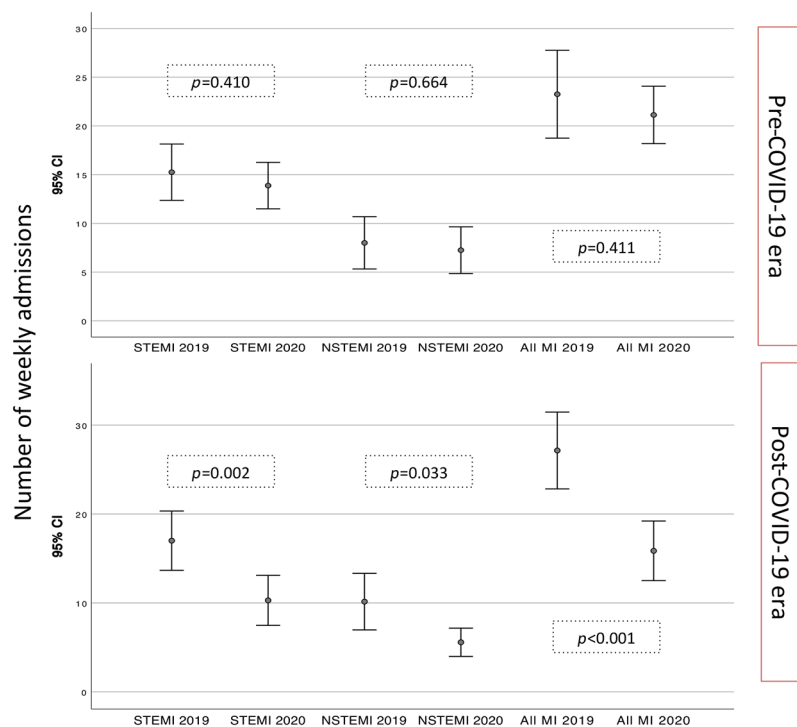 Number of weekly admissions
95% CI
30
25
20
15
10
5
0
p=0.410
p=0.664
p=0.411
STEMI 2019 STEMI 2020 NSTEMI 2019 NSTEMI 2020 All MI 2019 All MI 2020
Pre-COVID-19 era
95% CI
30
20
10
0
p=0.002
p=0.033
p<0.001
STEMI 2019 STEMI 2020 NSTEMI 2019 NSTEMI 2020 All MI 2019 All MI 2020
Post-COVID-19 era